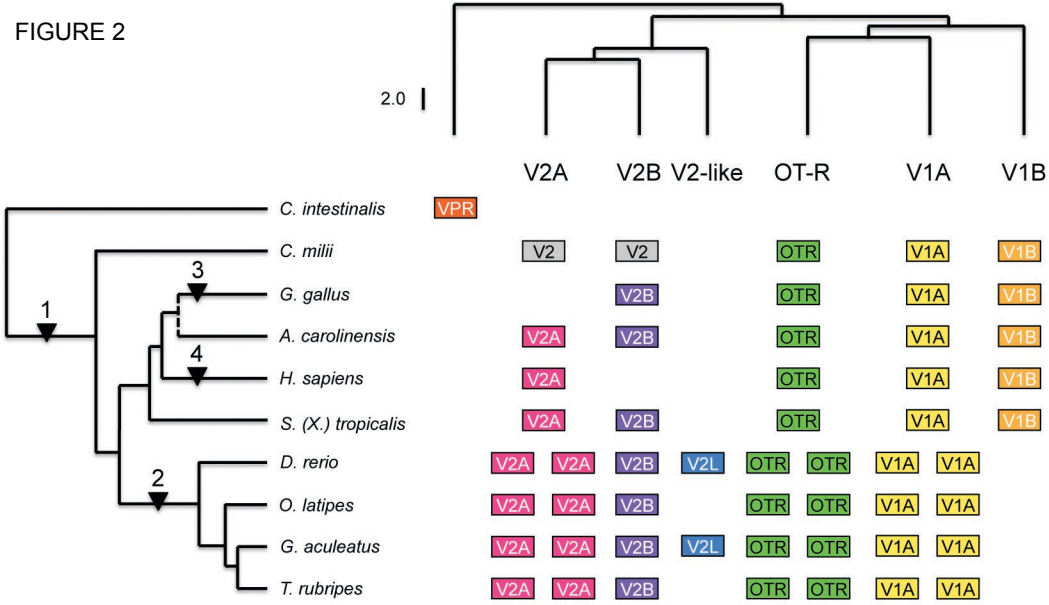 FIGURE 2
2.0
V2A V2B V2-like OT-R V1A V1B
C. intestinalis VPR
C. milii V2 V2 OTR V1A V1B
3
G. gallus V2B OTR V1A V1B
1
A. carolinensis V2A V2B OTR V1A V1B
4
H. sapiens V2A OTR V1A V1B
S. (X.) tropicalis V2A V2B OTR V1A V1B
D. rerio V2A V2A V2B V2L OTR OTR V1A V1A
2
O. latipes V2A V2A V2B OTR OTR V1A V1A
G. aculeatus V2A V2A V2B V2L OTR OTR V1A V1A
T. rubripes V2A V2A V2B OTR OTR V1A V1A